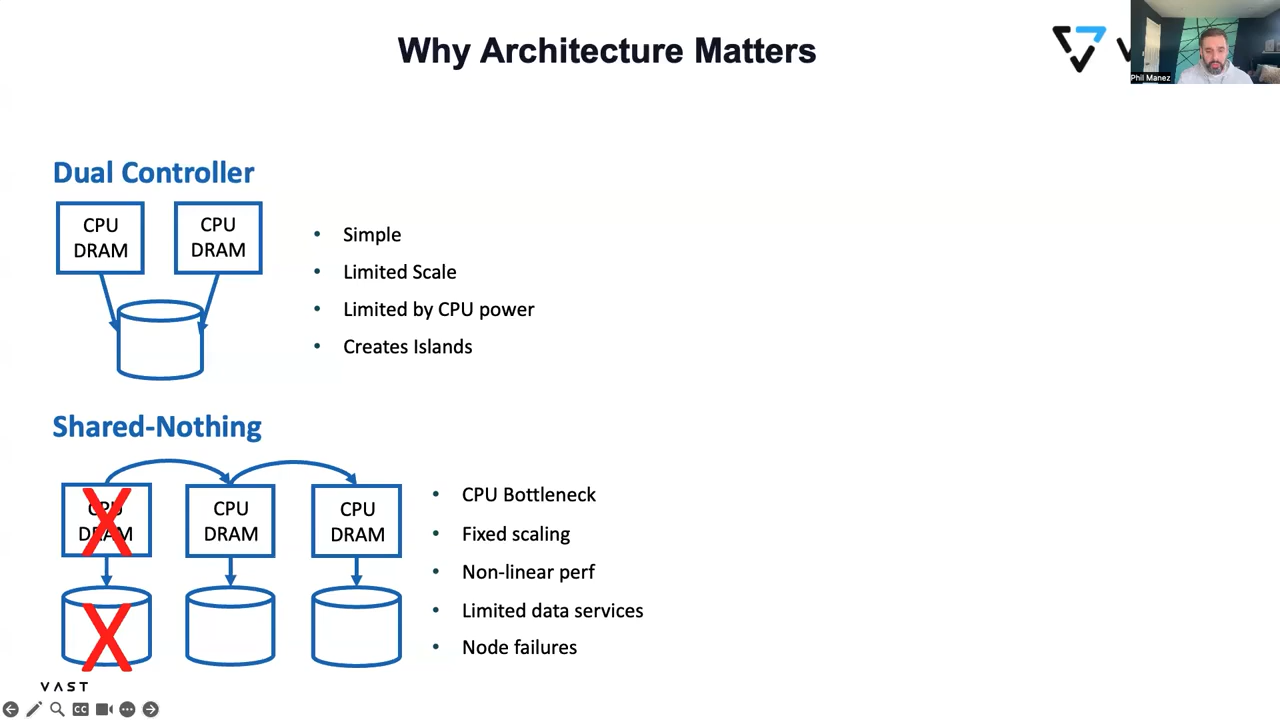 Why Architecture Matters
V
Phil Manez
Dual Controller
CPU
DRAM
CPU
DRAM
• Simple
• Limited Scale
• Limited by CPU power
• Creates Islands
Shared-Nothing
CPU
DRAM
CPU
DRAM
CPU
DRAM
X
X
• CPU Bottleneck
• Fixed scaling
• Non-linear perf
• Limited data services
• Node failures
VAST
CC